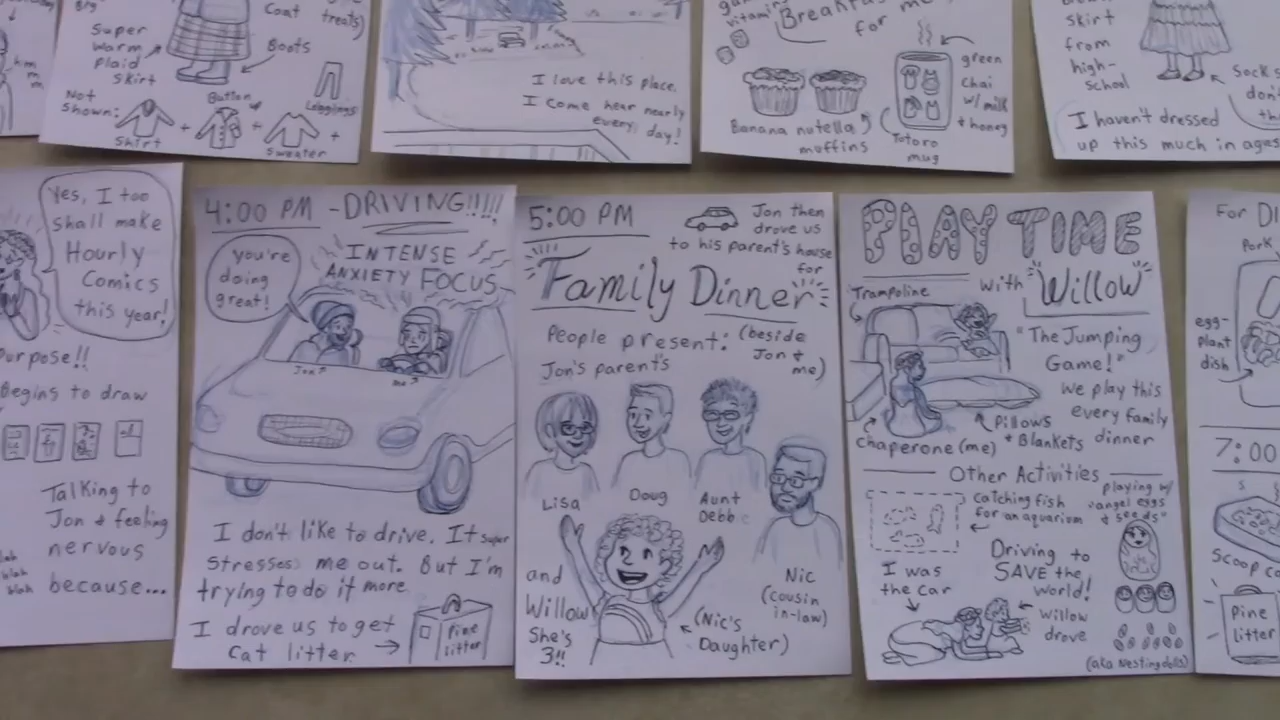 Coat
treats)
Super
warm
plaid
skirt
Boots
Not
shown:
Button
up
Leggings
Shirt
+
+
+
Sweater
I love this place.
I come hear nearly
every day!
vitamins
for me
Banana nutella
muffins
Totoro
mug
green
chai
w/ milk
+ honey
skirt
from
high-
school
I haven't dressed
up this much in ages
Yes, I too
shall make
Hourly
Comics
this year!
Purpose!!
Begins to draw
Talking to
Jon + feeling
nervous
because...
blah
blah
4:00 PM - DRIVING!!!!!
you're
doing
great!
INTENSE
ANXIETY FOCUS
Jon
me
I don't like to drive. It super
stresses me out. But I'm
trying to do it more.
I drove us to get
cat litter
Pine
litter
5:00 PM
Jon then
drove us
to his parent's house
for
Family Dinner
People present: (beside
Jon +
me)
Jon's parents
Lisa
Doug
Aunt
Debb
Nic
(cousin
in-law)
and
Willow
She's
3!!
(Nic's
Daughter)
PLAY TIME
with Willow
Trampoline
"The Jumping
Game!"
We play this
every family
dinner
Pillows
+ Blankets
Chaperone (me)
Other Activities
catching fish
for an aquarium
playing w/
"angel eggs
+ seeds"
Driving to
SAVE the
world!
I was
the car
Willow
drove
(aka Nesting dolls)
For
Pork
egg-
plant
dish
7:00
Scoop
Pine
litter